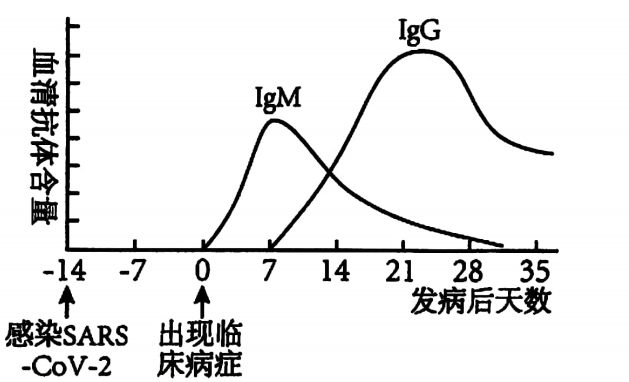 IgG
IgM
血清抗体含量
-14 -7 0 7 14 21 28 35
发病后天数
感染SARS
-CoV-2
出现临
床病症